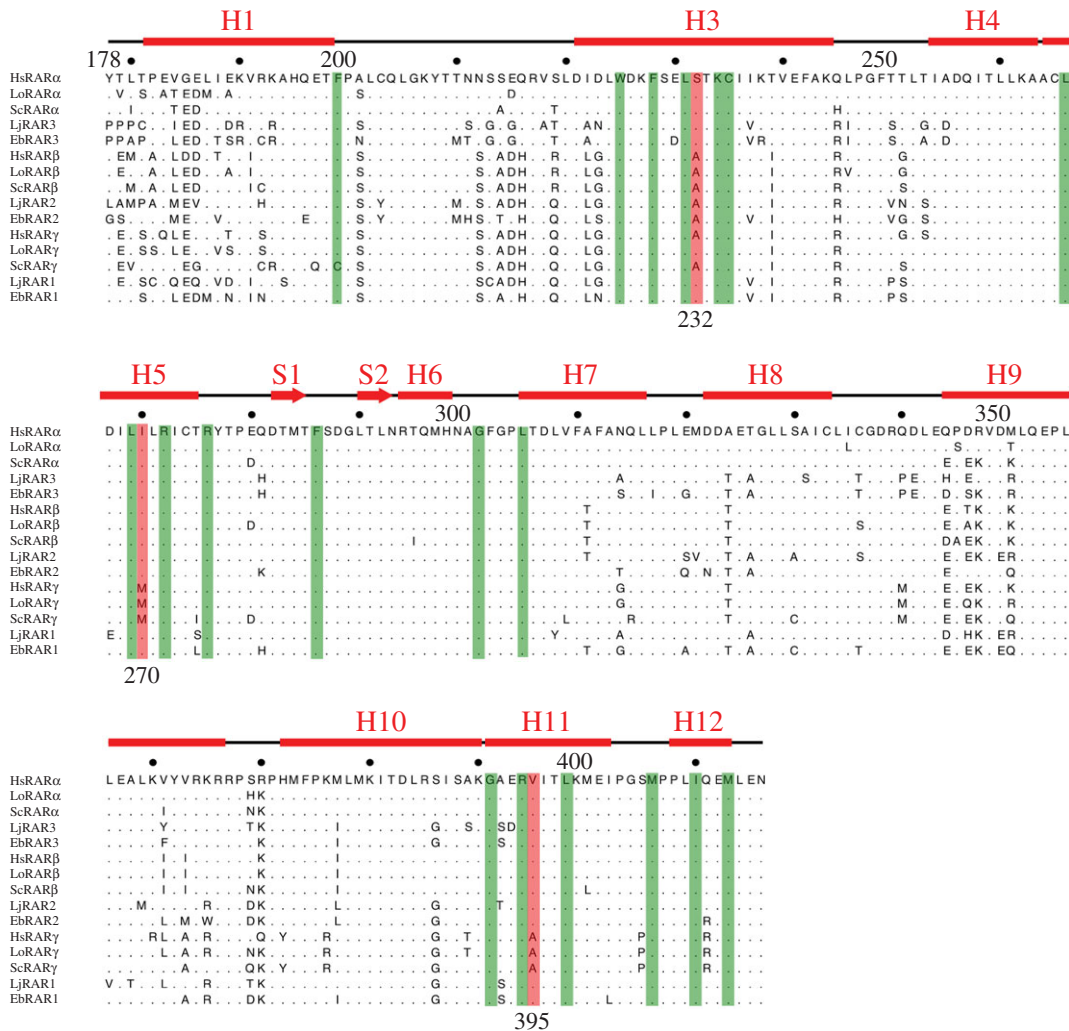 H1 H3 H4
178 200 250
HsRARα YTLTPEVGELIEKVRKAHQETFPALCQLGKYTTNNSSEQRVSLDIDLWDKFSELSTKCIIKTVEFAKQLPGFTTLTIADQITLLKAACL
LoRARα . V . S . A T E D M . A S D
ScRARα I T E D S A T H
LjRAR3 P P P C . I E D . D R . R S S . G . G . A T . A N V R I S . G . D
EbRAR3 P P A P . L E D . T S R . C R N M T . G . G T . A D V R R I S . A . D
HsRARβ . E M . A . L D D . T . I S S . A D H . R . L G A I Q G
LoRARβ . E . . A . L E D . A . I S S . A D H . R . L G A I Q V . S
ScRARβ M . A . L E D I C S S . A D H . Q . L G A I Q S
LjRAR2 L A M P A . M E V H S Y S . A D H . Q . L G A I Q V N . S
EbRAR2 G S M E . V E S Y M H S . T . H . Q . L S A V I H V G . S
HsRARγ . E . S . Q L E . T . S S S . A D H . Q . L G A I Q G . S
LoRARγ . E . S S . L E . V S . S S S . A D H . Q . L G I R
ScRARγ . E V E G C R . Q . C S S . A D H . Q . L G A I R S
LjRAR1 . E . S C . Q E Q . V D . I . S S S C A D H . Q . L G V I Q P S
EbRAR1 S . L E D M . N . I N S S . A . H . Q . L N V I Q P S
232
H5 S1 S2 H6 H7 H8 H9
300 350
HsRARα DILILRICTRYTPEQDTMTFSDGLTLNRTQMHNAGFGPLTDLVFAFANQLLPLEMDDAETGLLSAICLICGDRQDLEQPDRVDMLQEPL
LoRARα L S T
ScRARα D E . E K K
LjRAR3 H A T . A S T P E H . E R
EbRAR3 H S . I . G T . A T P E D . S K R
HsRARβ T T E . T K K
LoRARβ D T T S E . A K K
ScRARβ I T T D A E K K
LjRAR2 T S V T . A A S E . E K . E R
EbRAR2 K T Q . N T . A E Q
HsRARγ M G T M E . E K K
LoRARγ M G T M E . Q K R
ScRARγ M I D L R T C M E . E K Q
LjRAR1 E S Y A A T D . H K . E R
EbRAR1 L H T G A T . A C T E . E K . E
270
H10 H11 H12
400
HsRARα LEALKVYVRKRRPSRPHMFPKMLMKITDLRSISAKGAERVITLKMEIPGSMPPLIQEMLEN
LoRARα H K
ScRARα I N K
LjRAR3 Y T K I G S S D
EbRAR3 F K I G S
HsRARβ I . I K I
LoRARβ I . I K I
ScRARβ I . I N K I L
LjRAR2 M R D K L G T
EbRAR2 L . M . W D K L G R
HsRARγ R L . A . R Q . Y R G T A P R
LoRARγ L . A . R N K R G T A P R
ScRARγ A Q K . Y R G A P R
LjRAR1 V . T L R T K G S
EbRAR1 A . R D K I G S L
395